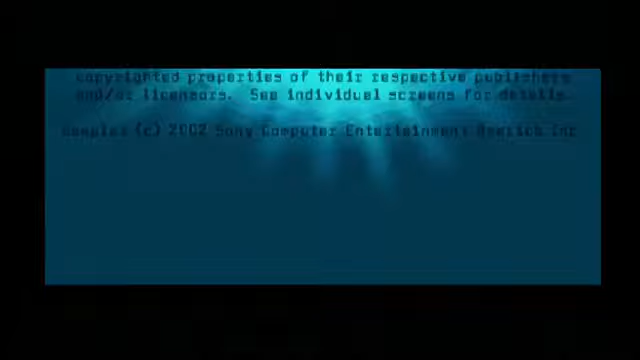 copyrighted properties of their respective publishers
and/or licensors. See individual screens for details.
Samples (c) 2002 Sony Computer Entertainment America Inc